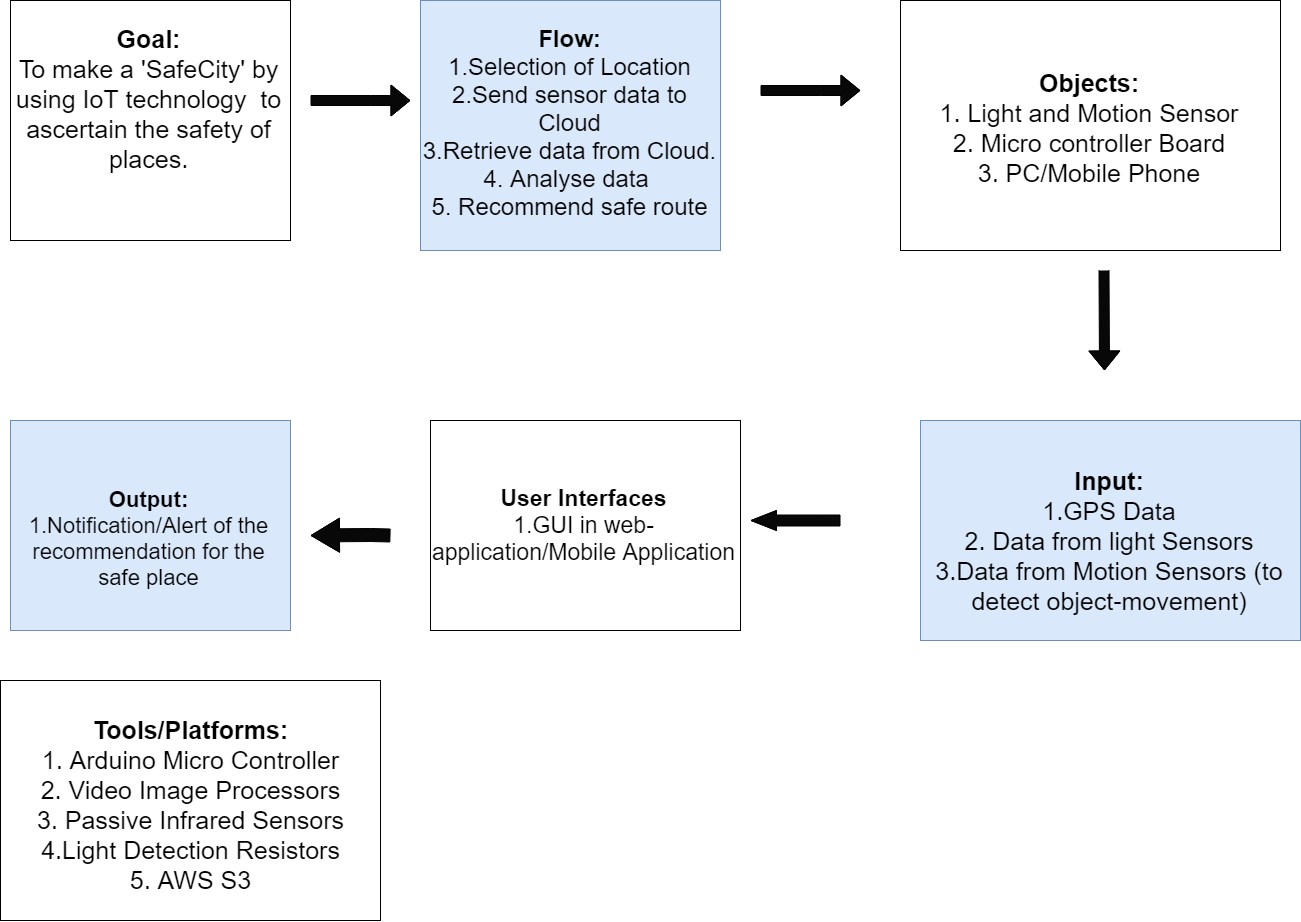 Goal:
To make a 'SafeCity' by
using IoT technology  to
ascertain the safety of
places.
Flow:
1.Selection of Location
2.Send sensor data to
Cloud
3.Retrieve data from Cloud.
4. Analyse data
5. Recommend safe route
Objects:
1. Light and Motion Sensor
2. Micro controller Board
3. PC/Mobile Phone
Input:
1.GPS Data
2. Data from light Sensors
3.Data from Motion Sensors (to
detect object-movement)
User Interfaces
1.GUI in web-
application/Mobile Application
Output:
1.Notification/Alert of the
recommendation for the
safe place
Tools/Platforms:
1. Arduino Micro Controller
2. Video Image Processors
3. Passive Infrared Sensors
4.Light Detection Resistors
5. AWS S3